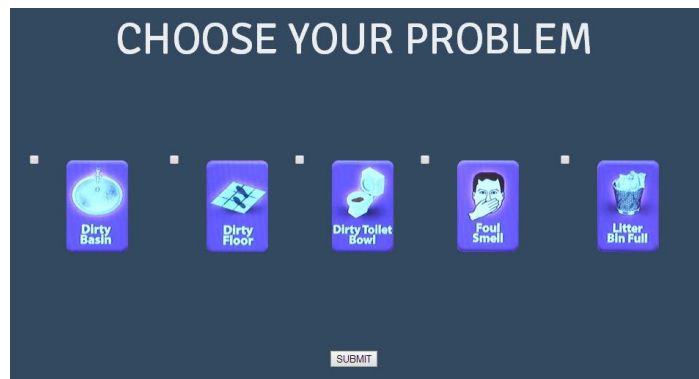 CHOOSE YOUR PROBLEM
Dirty
Basin
Dirty
Floor
Dirty Toilet
Bowl
Foul
Smell
Litter
Bin Full
SUBMIT